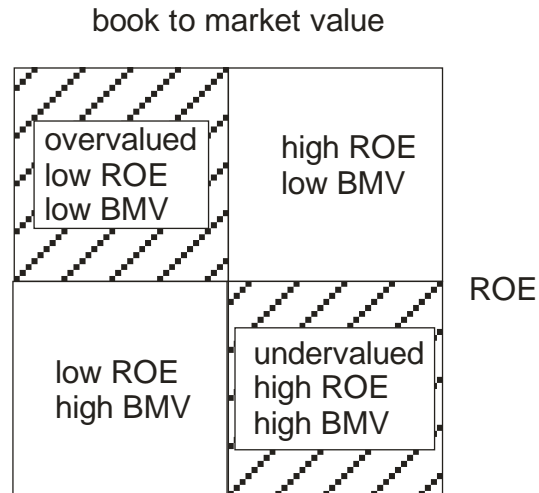 book to market value
overvalued
low ROE
low BMV
high ROE
low BMV
ROE
low ROE
high BMV
undervalued
high ROE
high BMV